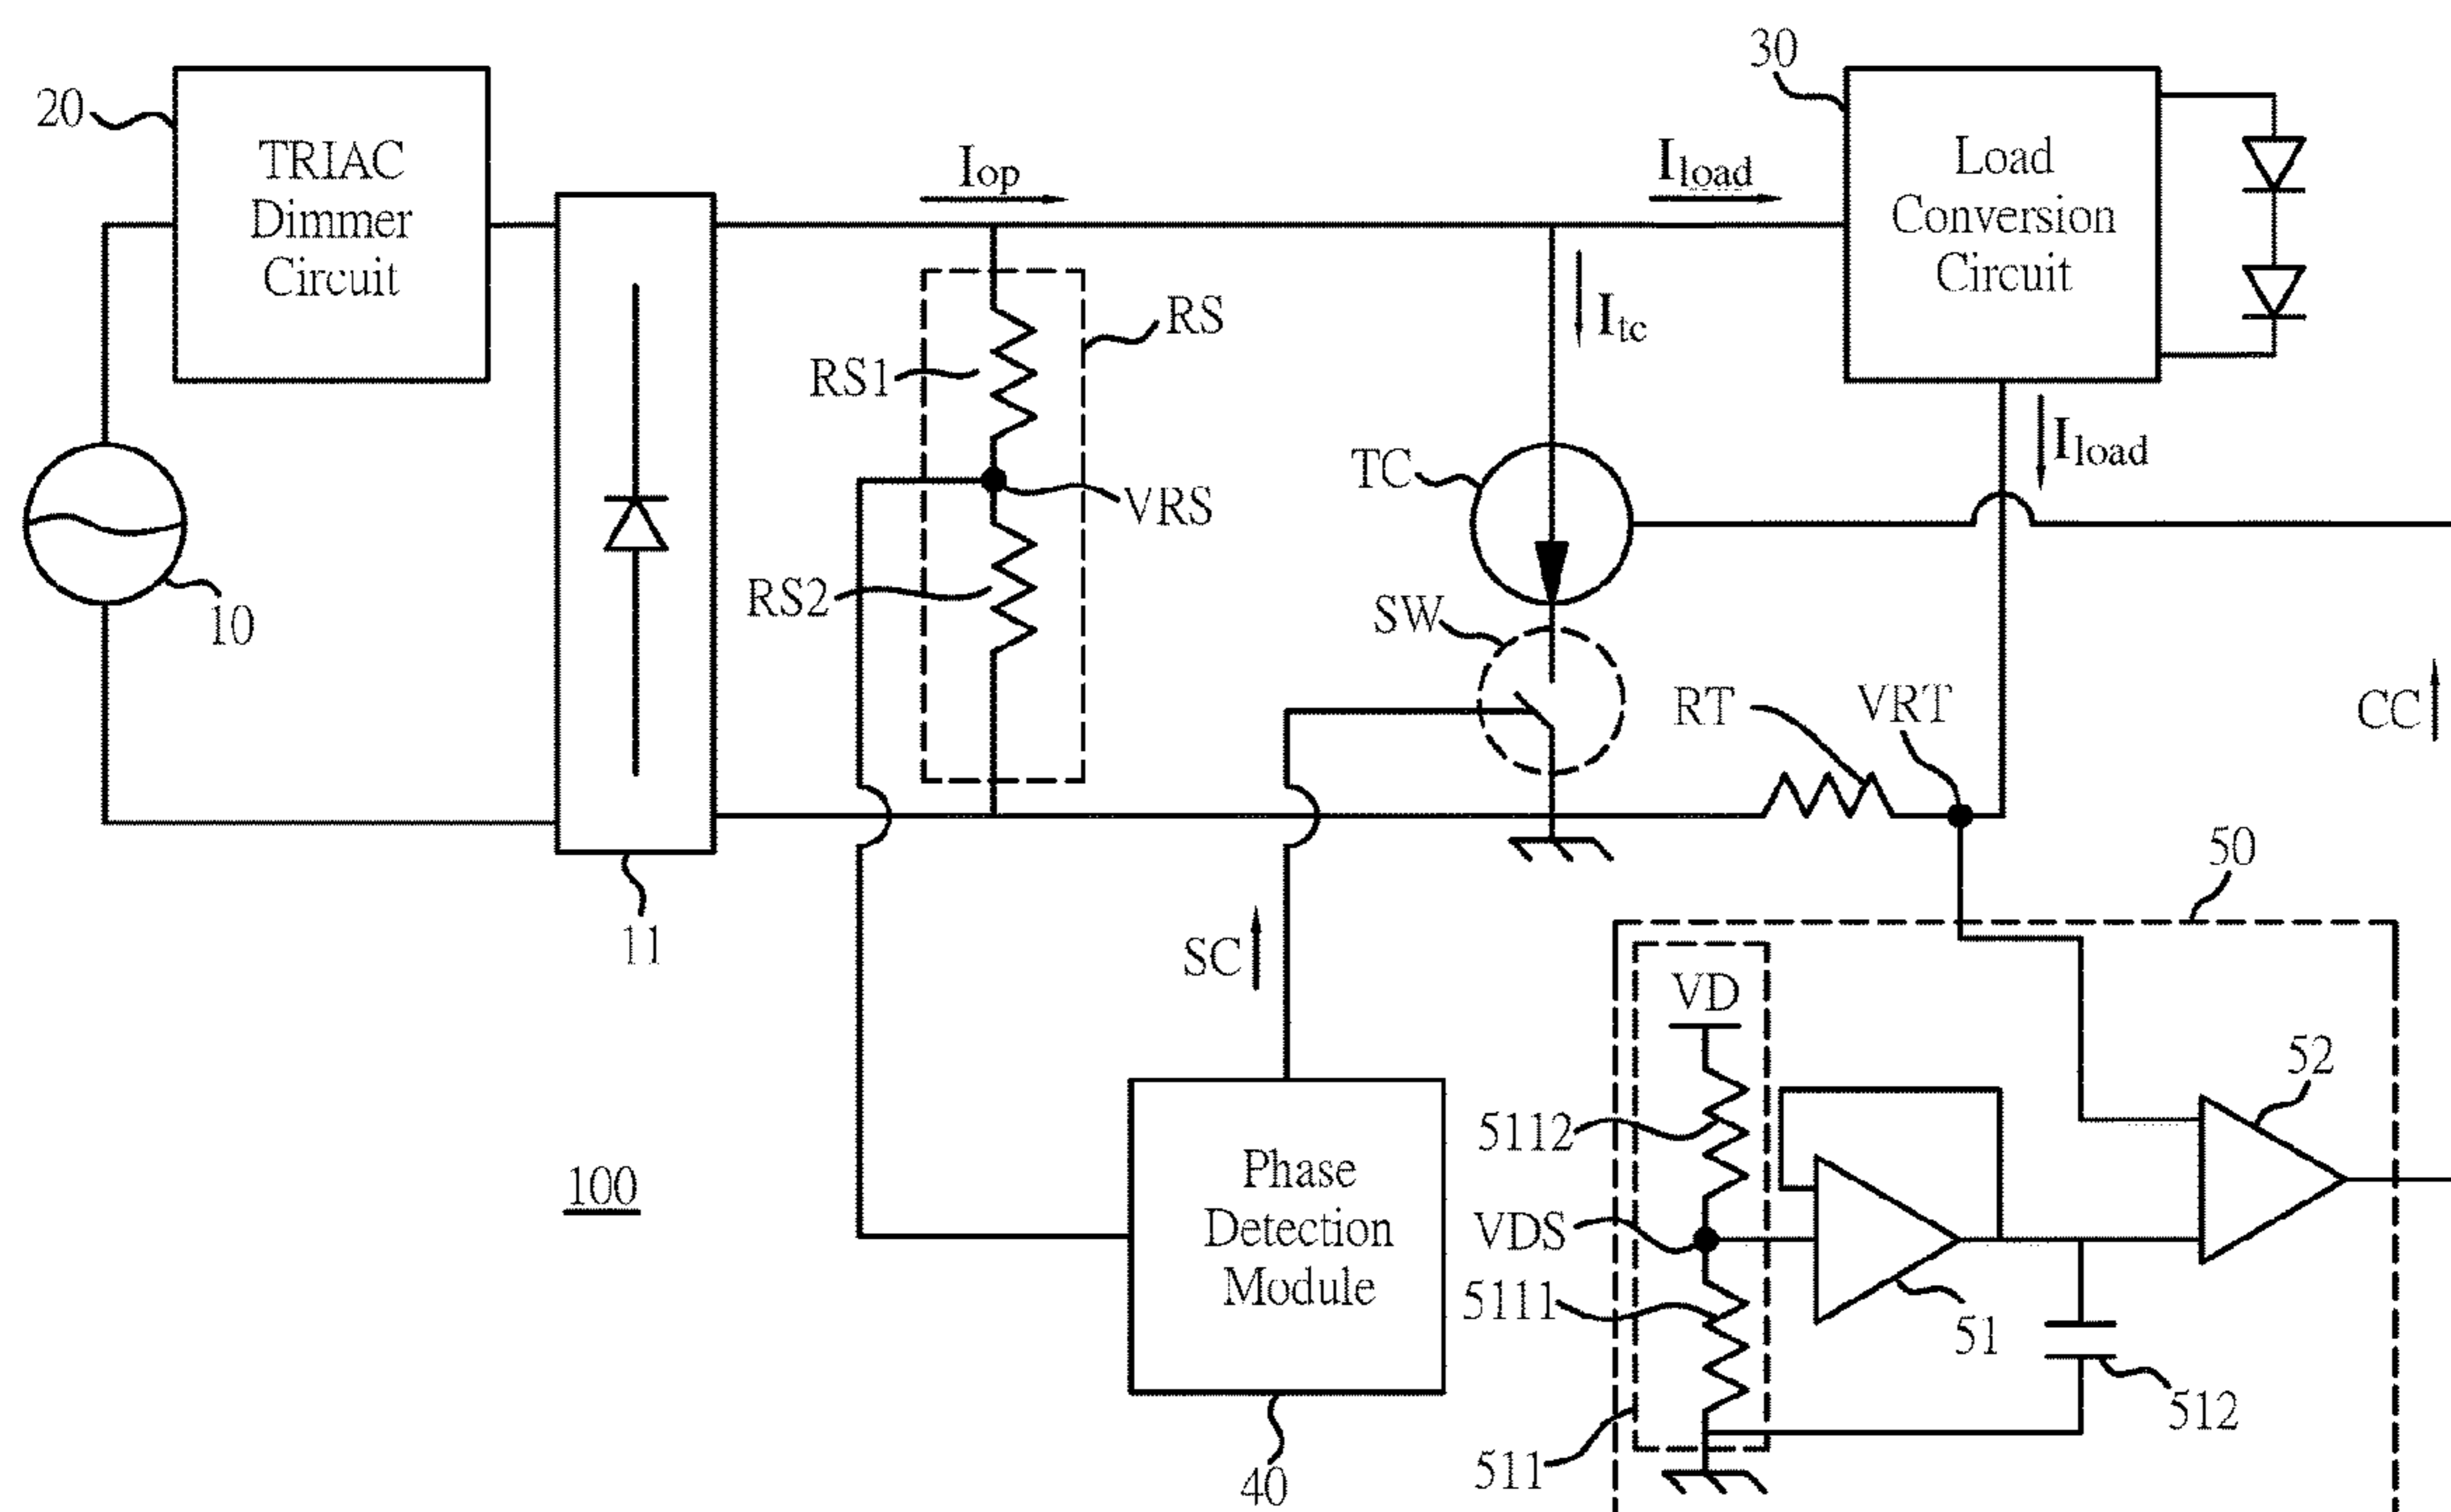 20
TRIAC
Dimmer
Circuit
Iop
Iload
30
Load
Conversion
Circuit
RS
RS1
Itc
Iload
VRS
TC
10
RS2
SW
RT
VRT
CC
11
50
SC
VD
52
5112
100
Phase
Detection
Module
VDS
5111
51
512
511
40